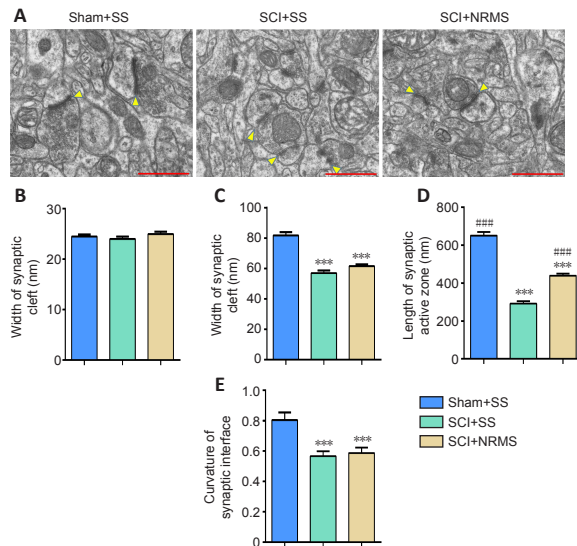 A
Sham+SS
SCI+SS
SCI+NRMS
B
Width of synaptic
cleft (nm)
30
20
10
0
C
Width of synaptic
cleft (nm)
100
80
60
40
20
0
***
***
D
Length of synaptic
active zone (nm)
800
600
400
200
0
###
***
###
***
E
Curvature of
synaptic interface
1.0
0.8
0.6
0.4
0.2
0
***
***
Sham+SS
SCI+SS
SCI+NRMS